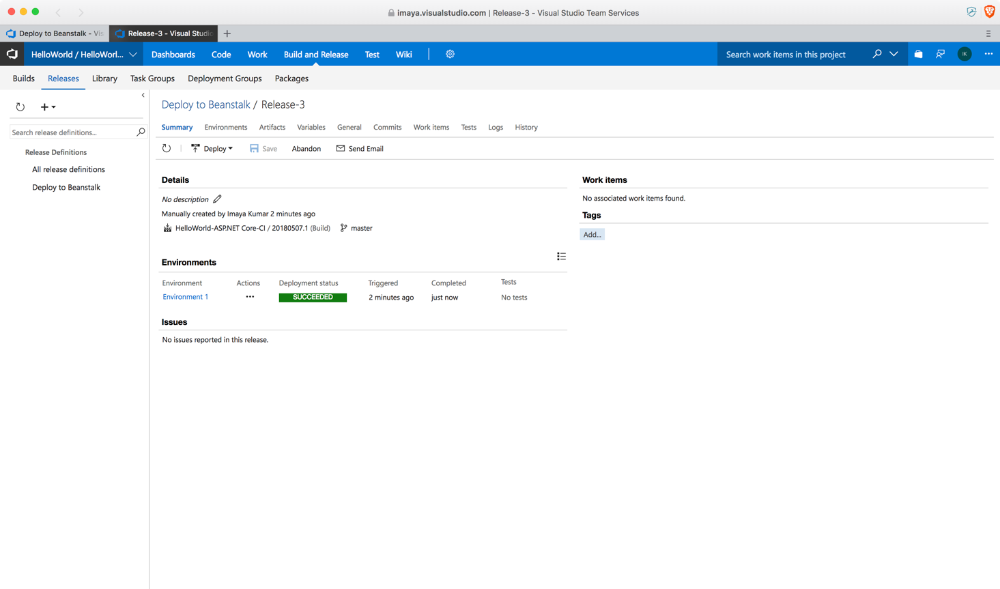 imaya.visualstudio.com | Release-3 - Visual Studio Team Services
Deploy to Beanstalk - Vis
Release-3 - Visual Studio
HelloWorld / HelloWorl...
Dashboards
Code
Work
Build and Release
Test
Wiki
Search work items in this project
IK
Builds
Releases
Library
Task Groups
Deployment Groups
Packages
Deploy to Beanstalk / Release-3
Summary
Environments
Artifacts
Variables
General
Commits
Work items
Tests
Logs
History
Search release definitions...
Deploy
Save
Abandon
Send Email
Release Definitions
All release definitions
Deploy to Beanstalk
Details
No description
Manually created by Imaya Kumar 2 minutes ago
HelloWorld-ASP.NET Core-CI / 20180507.1 (Build) master
Work items
No associated work items found.
Tags
Add...
Environments
Environment Actions Deployment status Triggered Completed Tests
Environment 1 ... SUCCEEDED 2 minutes ago just now No tests
Issues
No issues reported in this release.